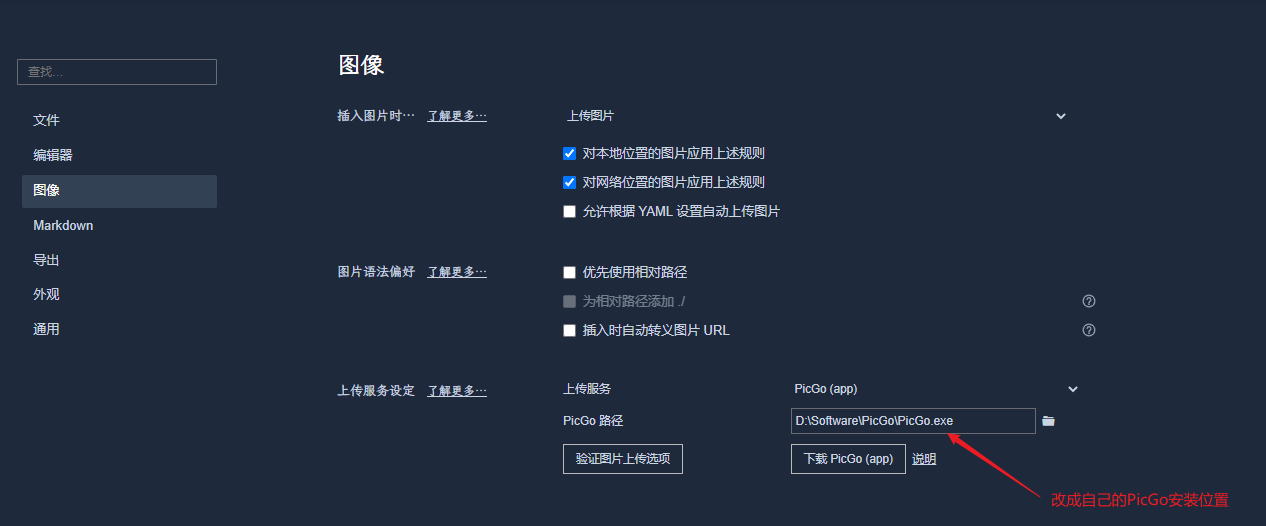 查找...
文件
编辑器
图像
Markdown
导出
外观
通用
图像
插入图片时… 了解更多… 上传图片
对本地位置的图片应用上述规则
对网络位置的图片应用上述规则
允许根据 YAML 设置自动上传图片
图片语法偏好 了解更多… 优先使用相对路径
为相对路径添加 ./
插入时自动转义图片 URL
上传服务设定 了解更多… 上传服务 PicGo (app)
PicGo 路径 D:\Software\PicGo\PicGo.exe
验证图片上传选项 下载 PicGo (app) 说明
改成自己的PicGo安装位置